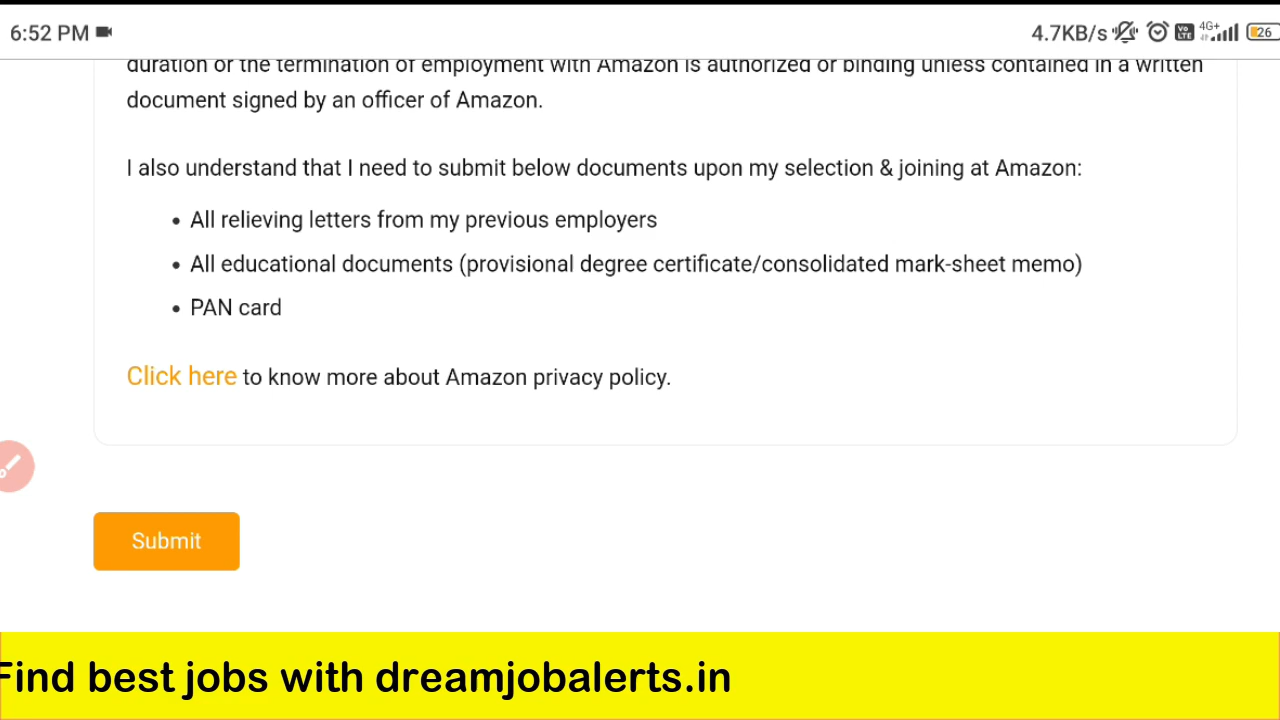 6:52 PM 4.7KB/s Vo LTE 4G+ 26
duration or the termination of employment with Amazon is authorized or binding unless contained in a written
document signed by an officer of Amazon.
I also understand that I need to submit below documents upon my selection & joining at Amazon:
• All relieving letters from my previous employers
• All educational documents (provisional degree certificate/consolidated mark-sheet memo)
• PAN card
Click here to know more about Amazon privacy policy.
Submit
Find best jobs with dreamjobalerts.in